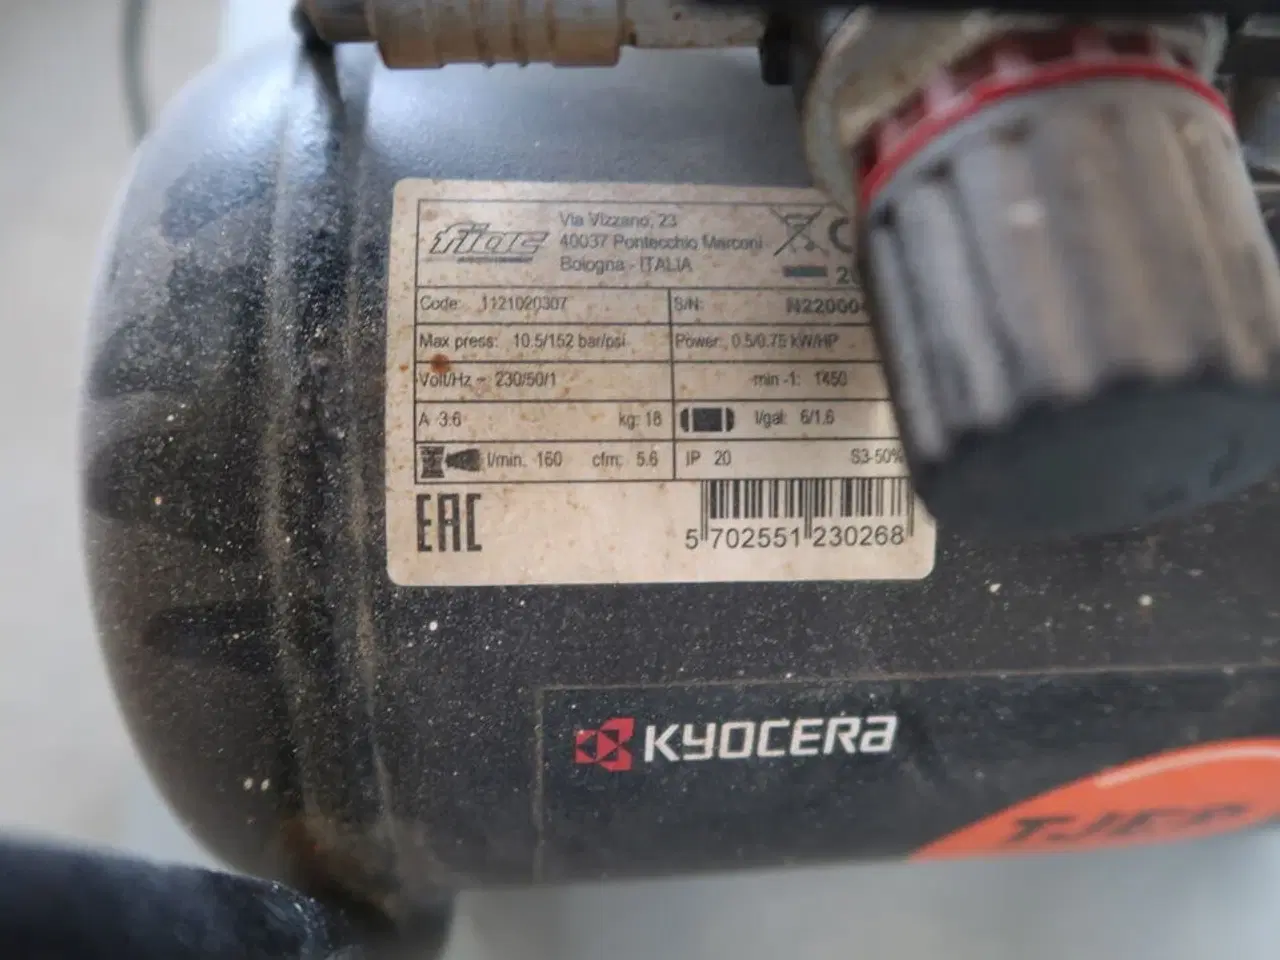 fiac
Via Vizzano, 23
40037 Pontecchio Marconi
Bologna - ITALIA
Code: 1121020307
S/N:
Max press: 10.5/152 bar/psi
Power: 0.5/0.75 kW/HP
Volt/Hz ~ 230/50/1
min -1: 1450
A 3.6 kg: 18
l/gal: 6/1.6
l/min. 160 cfm: 5.6
IP 20 S3-50%
EAC
5 702551 230268
KYOCERA
TJEP